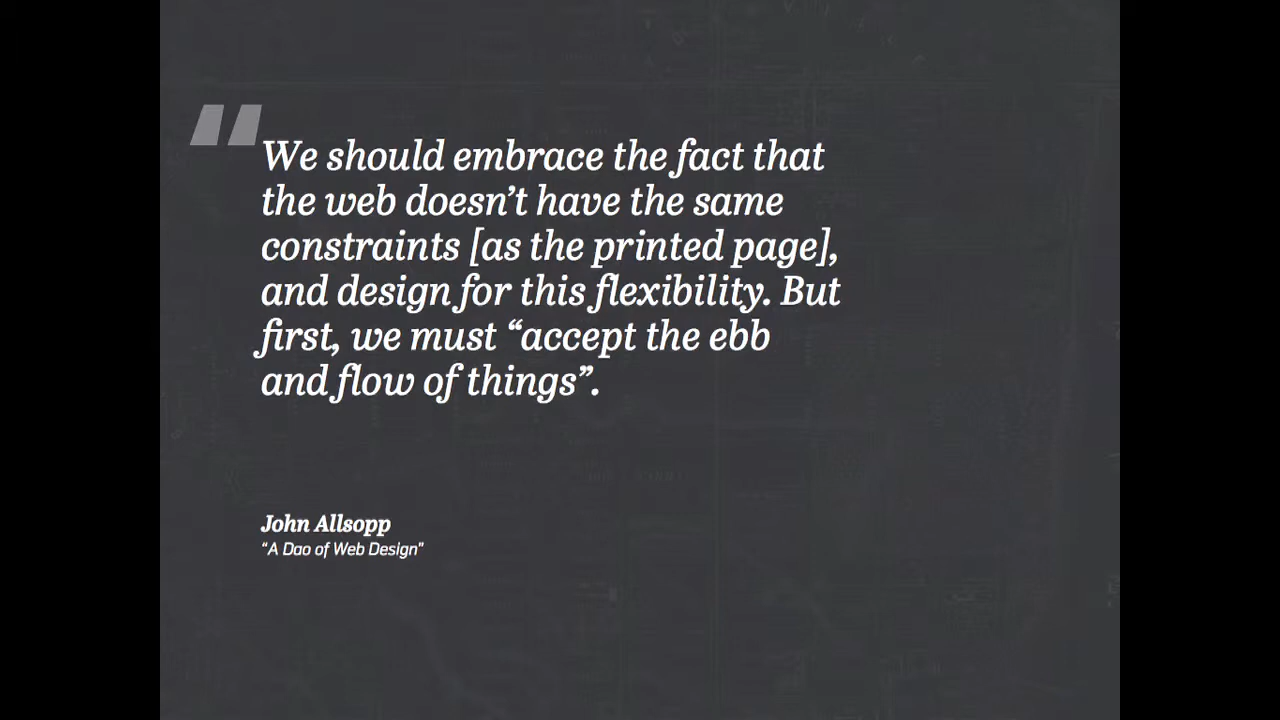 "
We should embrace the fact that
the web doesn’t have the same
constraints [as the printed page],
and design for this flexibility. But
first, we must “accept the ebb
and flow of things”.
John Allsopp
“A Dao of Web Design”